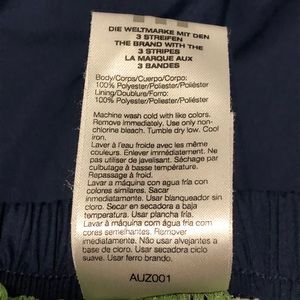 DIE WELTMARKE MIT DEN
3 STREIFEN
THE BRAND WITH THE
3 STRIPES
LA MARQUE AUX
3 BANDES
Body/Corps/Cuerpo/Corpo:
100% Polyester/Poliester/Poliéster
Lining/Doublure/Forro:
100% Polyester/Poliester/Poliéster
Machine wash cold with like colors.
Remove immediately. Use only non-
chlorine bleach. Tumble dry low. Cool
iron.
Laver à l'eau froide avec les même
couleurs. Enlever immédiatement. Ne
pas utiliser de javelisant. Séchage par
culbutage à basse température.
Repassage à froid.
Lavar a máquina con agua fría con
colores similares. Sacar
inmediatamente. Usar blanqueador sin
cloro. Secar en secadora a baja
temperatura. Usar plancha fría.
Lavar à máquina com água fria com
cores semelhantes. Remover
imediatamente. Não usar alvejantes a
base de cloro. Usar secadora ciclo
suave. Usar ferro brando.
AUZ001